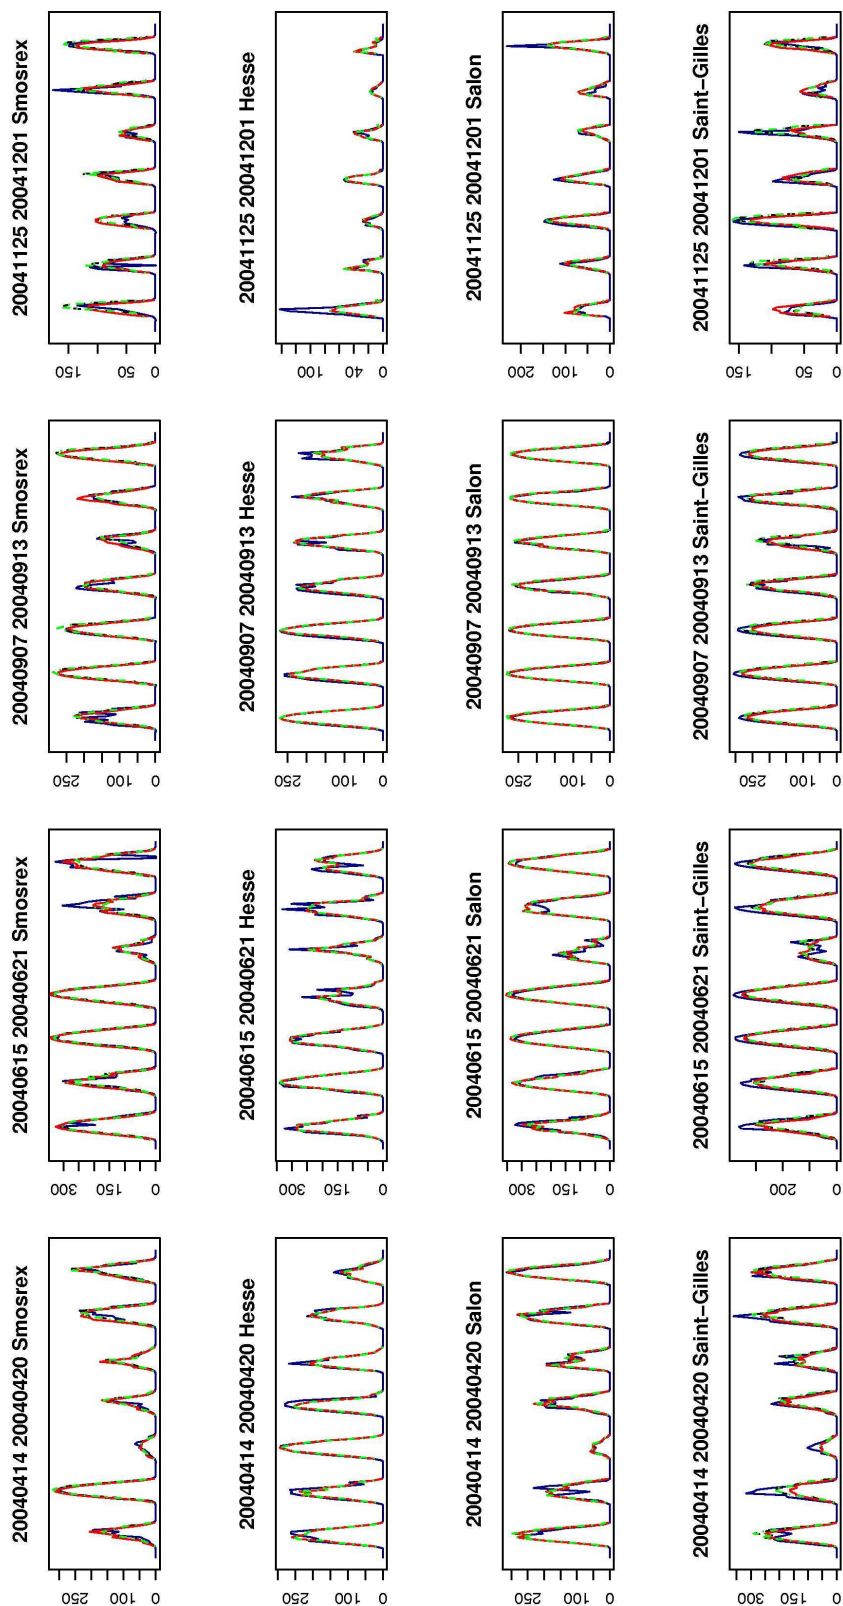 20040414 20040420 Smosrex
0 100 250
20040615 20040621 Smosrex
0 150 300
20040907 20040913 Smosrex
0 100 250
20041125 20041201 Smosrex
0 50 150
20040414 20040420 Hesse
0 100 250
20040615 20040621 Hesse
0 150 300
20040907 20040913 Hesse
0 100 250
20041125 20041201 Hesse
0 40 100
20040414 20040420 Salon
0 100 250
20040615 20040621 Salon
0 150 300
20040907 20040913 Salon
0 100 250
20041125 20041201 Salon
0 100 200
20040414 20040420 Saint−Gilles
0 150 300
20040615 20040621 Saint−Gilles
0 200
20040907 20040913 Saint−Gilles
0 100 250
20041125 20041201 Saint−Gilles
0 50 150